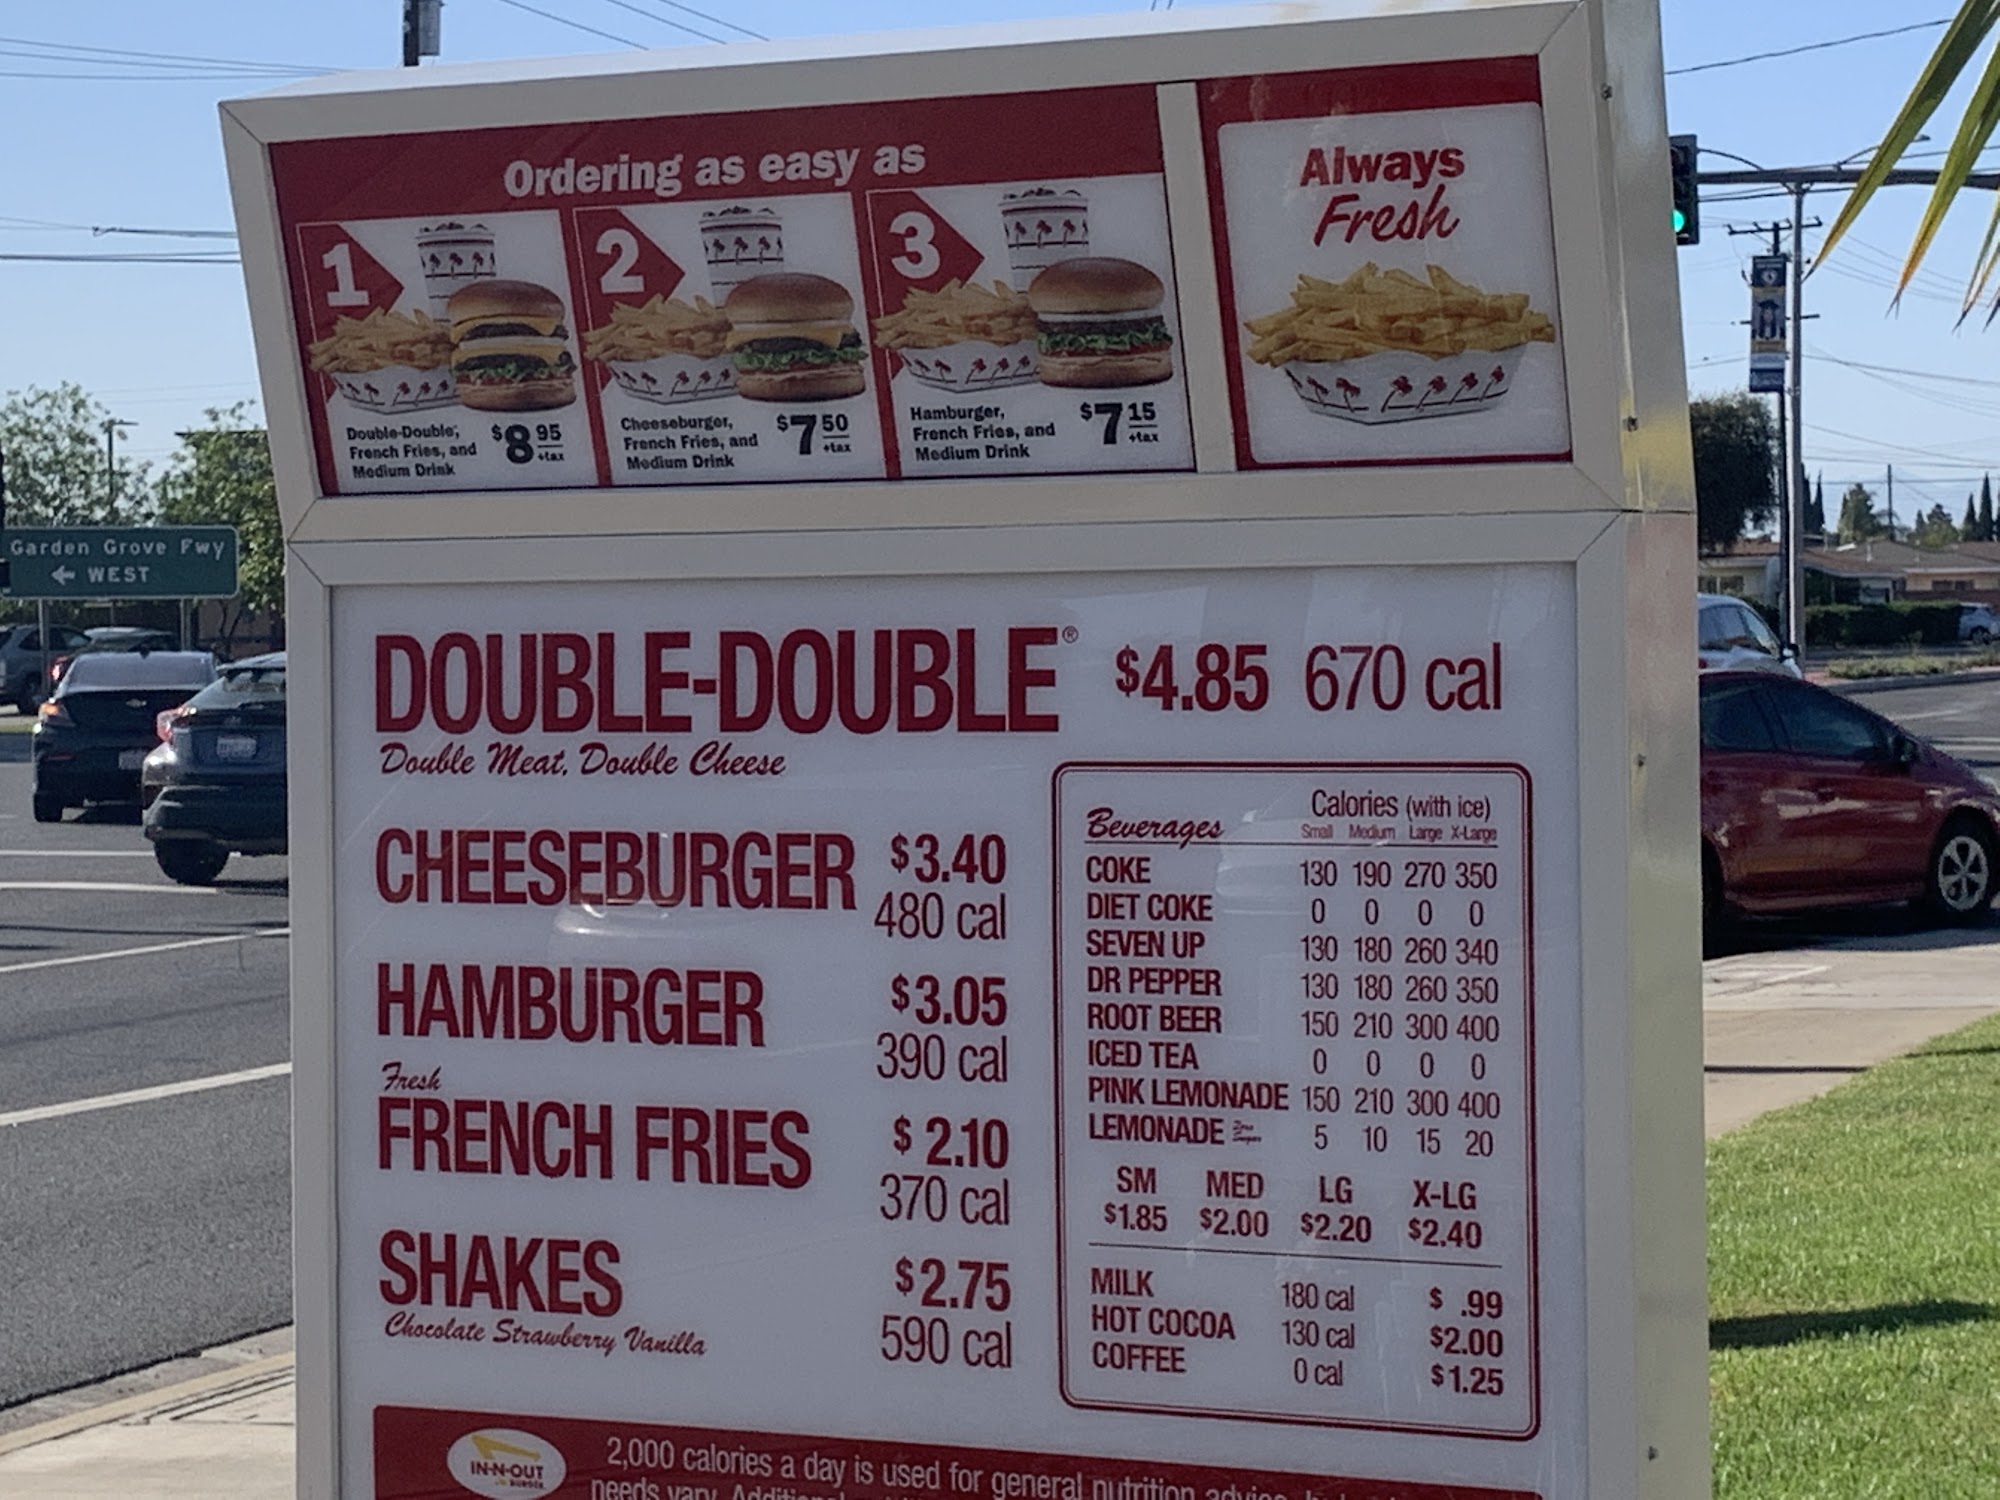 Ordering as easy as
1
Double-Double,
French Fries, and
Medium Drink
$8 95
+tax
2
Cheeseburger,
French Fries, and
Medium Drink
$7 50
+tax
3
Hamburger,
French Fries, and
Medium Drink
$7 15
+tax
Always
Fresh
Garden Grove Fwy
← WEST
DOUBLE-DOUBLE® $4.85 670 cal
Double Meat, Double Cheese
CHEESEBURGER $3.40
480 cal
HAMBURGER $3.05
390 cal
Fresh
FRENCH FRIES $2.10
370 cal
SHAKES $2.75
Chocolate Strawberry Vanilla 590 cal
Beverages Calories (with ice)
Small Medium Large X-Large
COKE 130 190 270 350
DIET COKE 0 0 0 0
SEVEN UP 130 180 260 340
DR PEPPER 130 180 260 350
ROOT BEER 150 210 300 400
ICED TEA 0 0 0 0
PINK LEMONADE 150 210 300 400
LEMONADE Zero Sugar 5 10 15 20
SM MED LG X-LG
$1.85 $2.00 $2.20 $2.40
MILK 180 cal $ .99
HOT COCOA 130 cal $2.00
COFFEE 0 cal $1.25
IN-N-OUT
BURGER
2,000 calories a day is used for general nutrition advice,
needs vary.